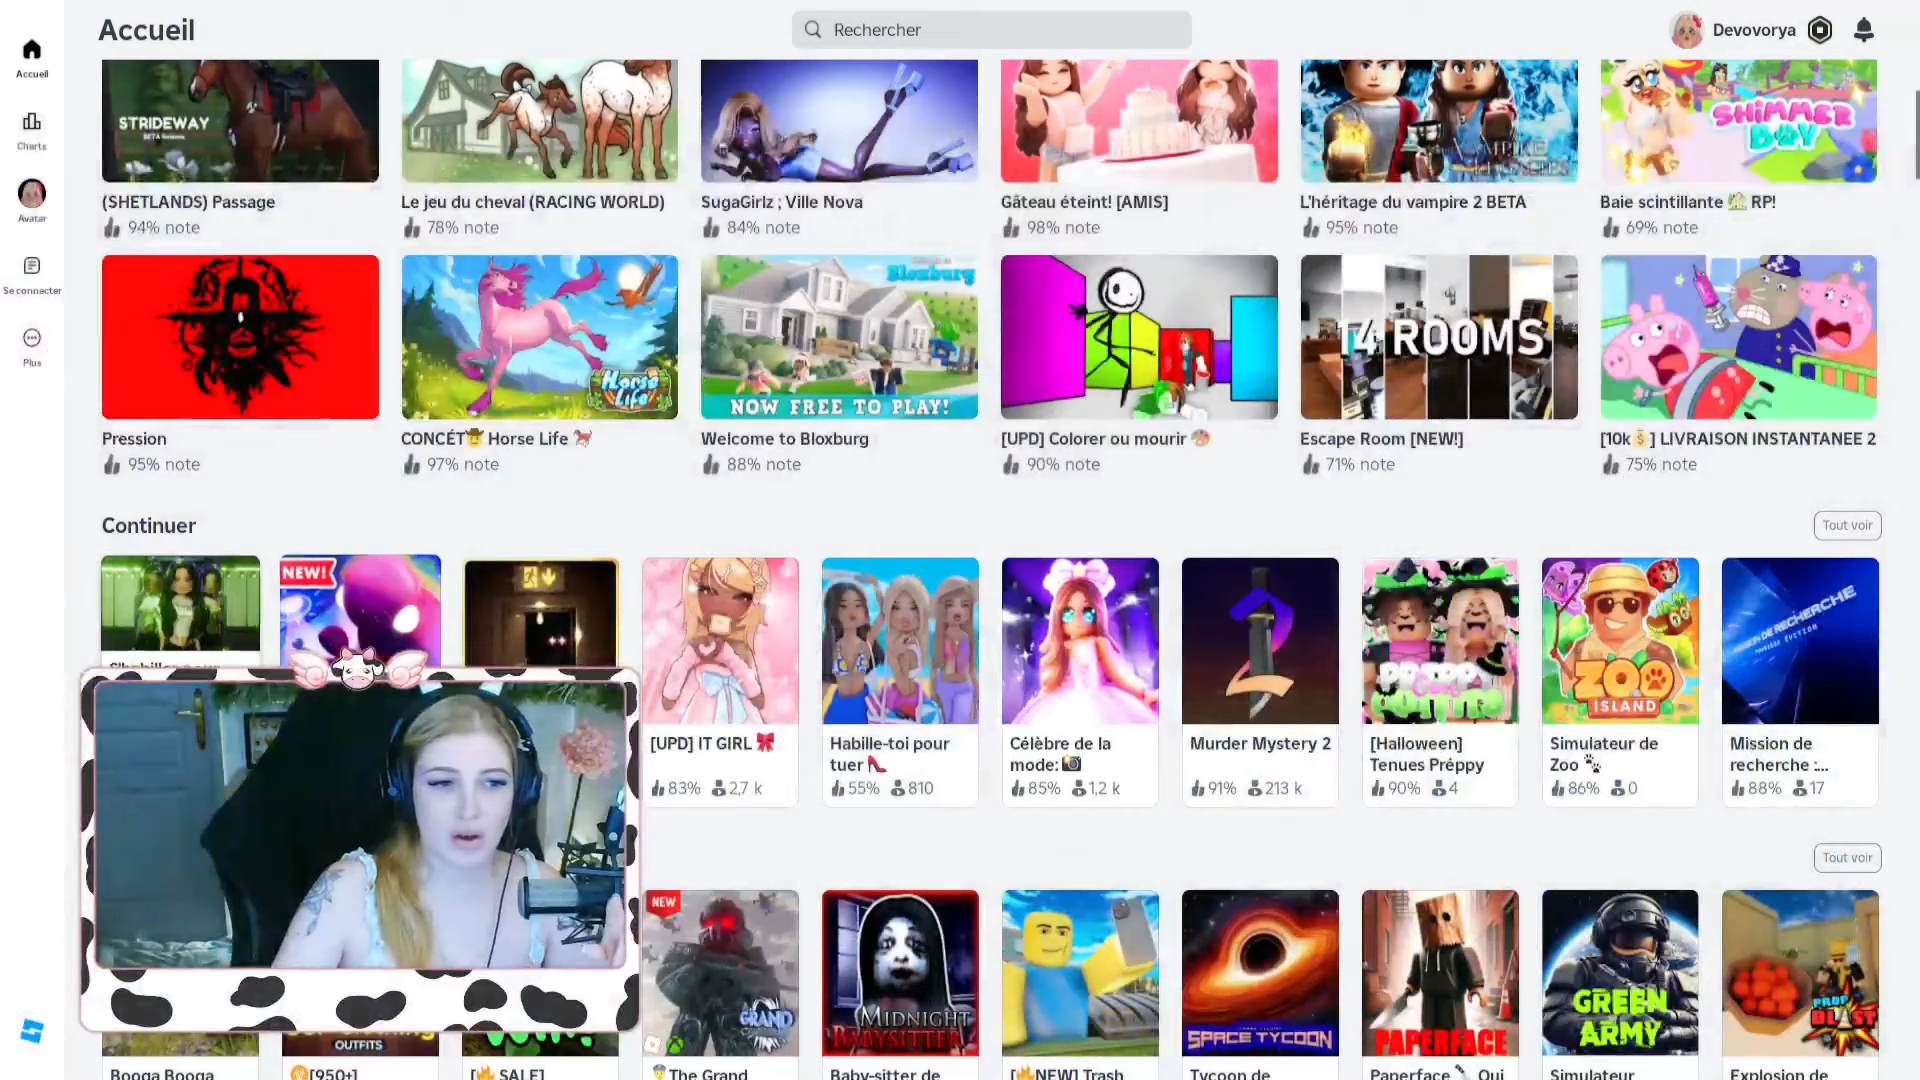 Accueil
Rechercher
Devovorya
Accueil
Charts
Avatar
Se connecter
Plus
STRIDEWAY
SHIMMER
BAY
(SHETLANDS) Passage
Le jeu du cheval (RACING WORLD)
SugaGirlz ; Ville Nova
Gâteau éteint! [AMIS]
L'héritage du vampire 2 BETA
Baie scintillante 🏡 RP!
94% note
78% note
84% note
98% note
95% note
69% note
Horse
Life
Bloxburg
NOW FREE TO PLAY!
14 ROOMS
Pression
CONCÉT🤠 Horse Life 🐎
Welcome to Bloxburg
[UPD] Colorer ou mourir 🎨
Escape Room [NEW!]
[10k💰] LIVRAISON INSTANTANEE 2
95% note
97% note
88% note
90% note
71% note
75% note
Continuer
Tout voir
NEW!
2
ZOO
ISLAND
DE RECHERCHE
[UPD] IT GIRL 🎀
Habille-toi pour
tuer 👠
Célèbre de la
mode: 📸
Murder Mystery 2
[Halloween]
Tenues Préppy
Simulateur de
Zoo 🐾
Mission de
recherche :...
83% 2,7 k
55% 810
85% 1,2 k
91% 213 k
90% 4
86% 0
88% 17
Tout voir
OUTFITS
NEW
GRAND
MIDNIGHT
BABYSITTER
SPACE TYCOON
PAPERFACE
GREEN
ARMY
PROP
BLAST
Booga Booga
[950+]
[🔥 SALE]
The Grand
Baby-sitter de
[🔥NEW] Trash
Tycoon de
Paperface 🔪 Qui
Simulateur
Explosion de